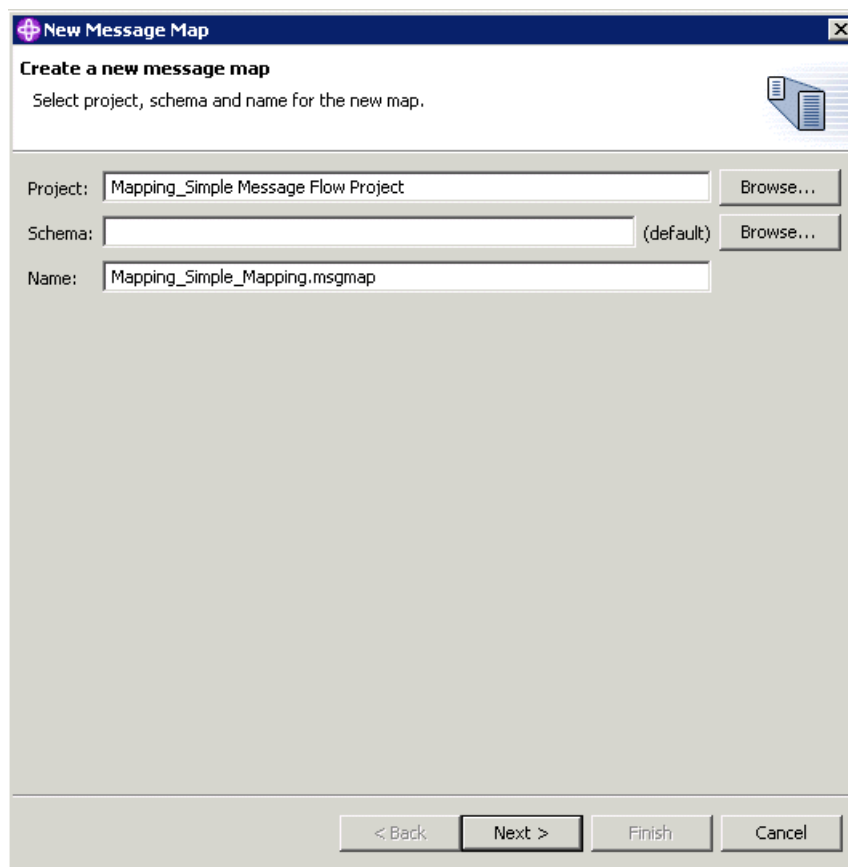 New Message Map
Create a new message map
Select project, schema and name for the new map.
Project: Mapping_Simple Message Flow Project Browse...
Schema: (default) Browse...
Name: Mapping_Simple_Mapping.msgmap
< Back Next > Finish Cancel